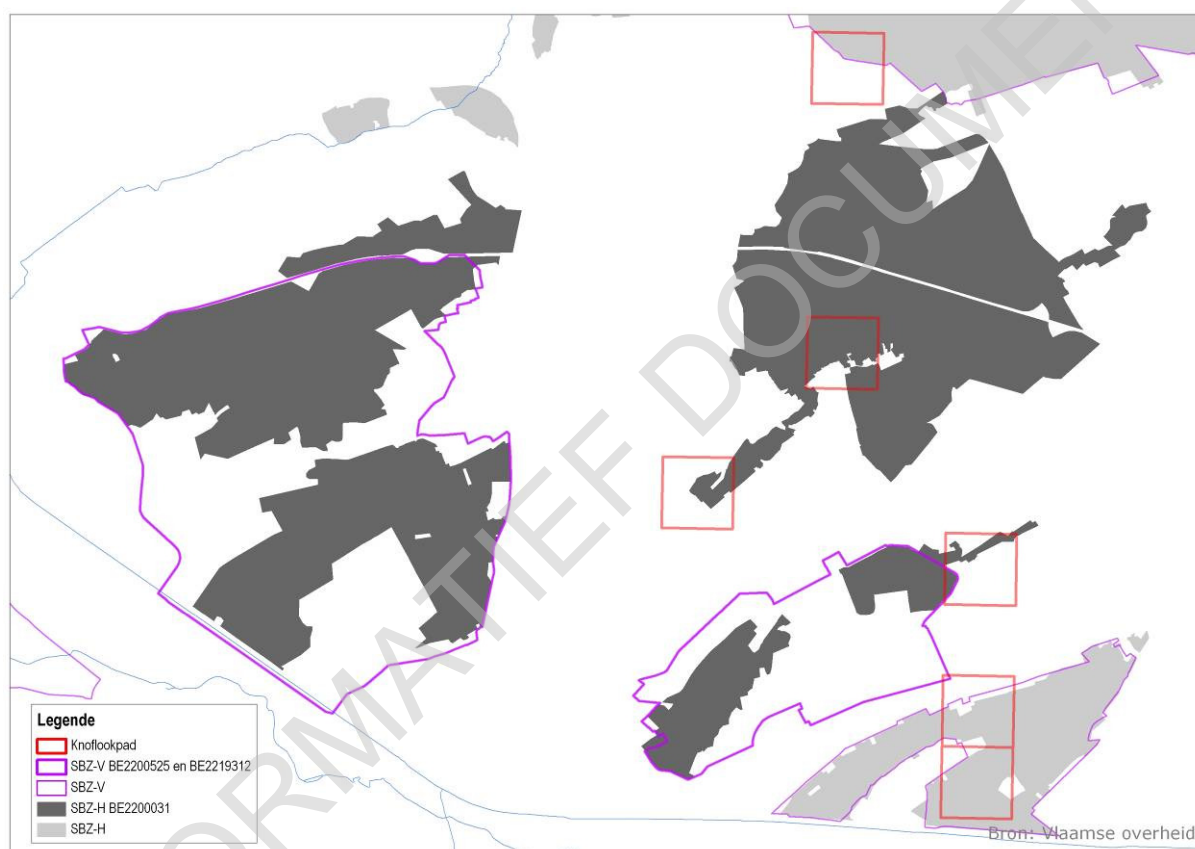 INFORMATIEF DOCUMENT
Legende
Knoflookpad
SBZ-V BE2200525 en BE2219312
SBZ-V
SBZ-H BE2200031
SBZ-H
Bron: Vlaamse overheid